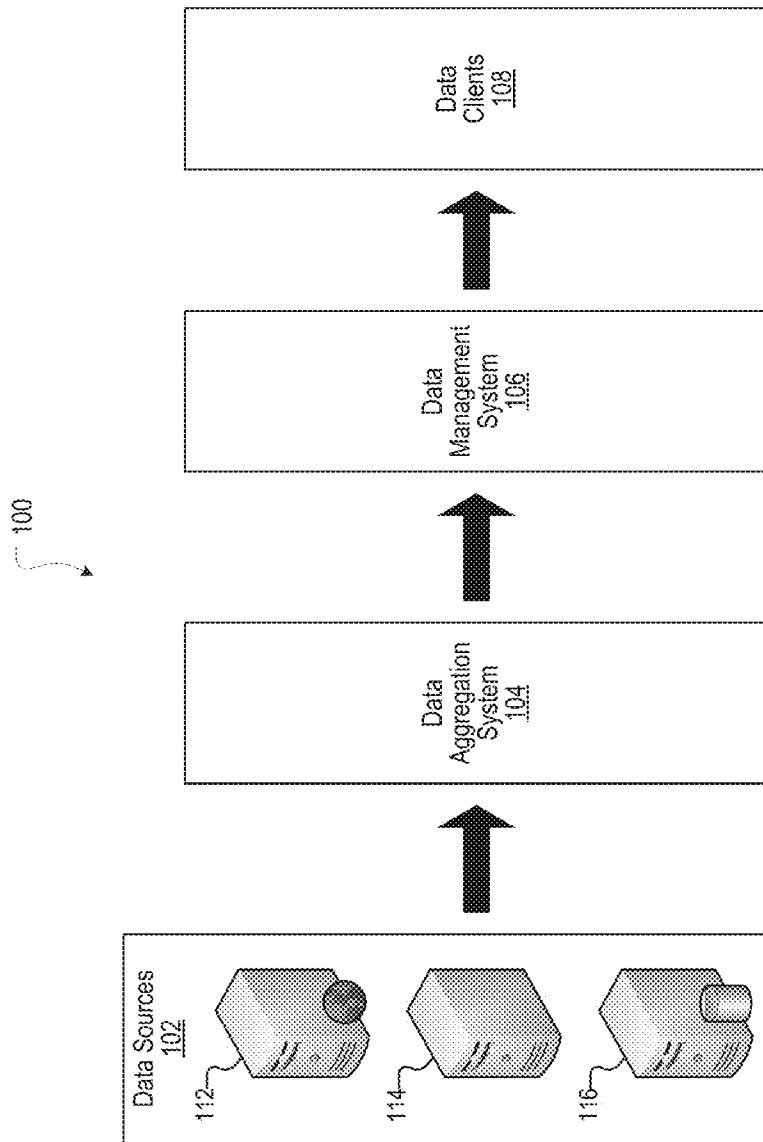 100
Data Sources
102
112
114
116
Data
Aggregation
System
104
Data
Management
System
106
Data
Clients
108